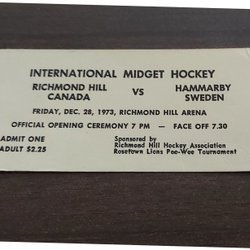 INTERNATIONAL MIDGET HOCKEY
RICHMOND HILL VS HAMMARBY
CANADA SWEDEN
FRIDAY, DEC. 28, 1973, RICHMOND HILL ARENA
OFFICIAL OPENING CEREMONY 7 PM — FACE OFF 7.30
ADMIT ONE
ADULT $2.25
Sponsored by
Richmond Hill Hockey Association
Rosetown Lions Pee-Wee Tournament